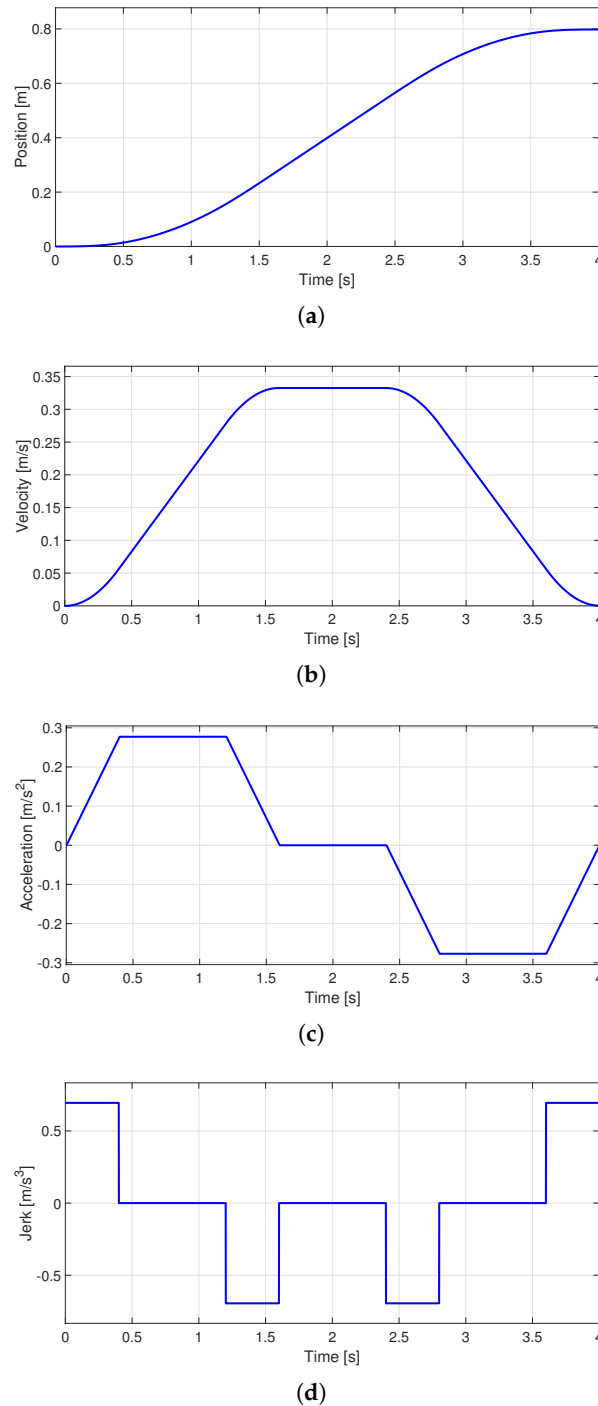 0.8
0.6
0.4
0.2
0
Position [m]
0 0.5 1 1.5 2 2.5 3 3.5 4
Time [s]
(a)
0.35
0.3
0.25
0.2
0.15
0.1
0.05
0
Velocity [m/s]
0 0.5 1 1.5 2 2.5 3 3.5 4
Time [s]
(b)
0.3
0.2
0.1
0
-0.1
-0.2
-0.3
Acceleration [m/s²]
0 0.5 1 1.5 2 2.5 3 3.5 4
Time [s]
(c)
0.5
0
-0.5
Jerk [m/s³]
0 0.5 1 1.5 2 2.5 3 3.5 4
Time [s]
(d)